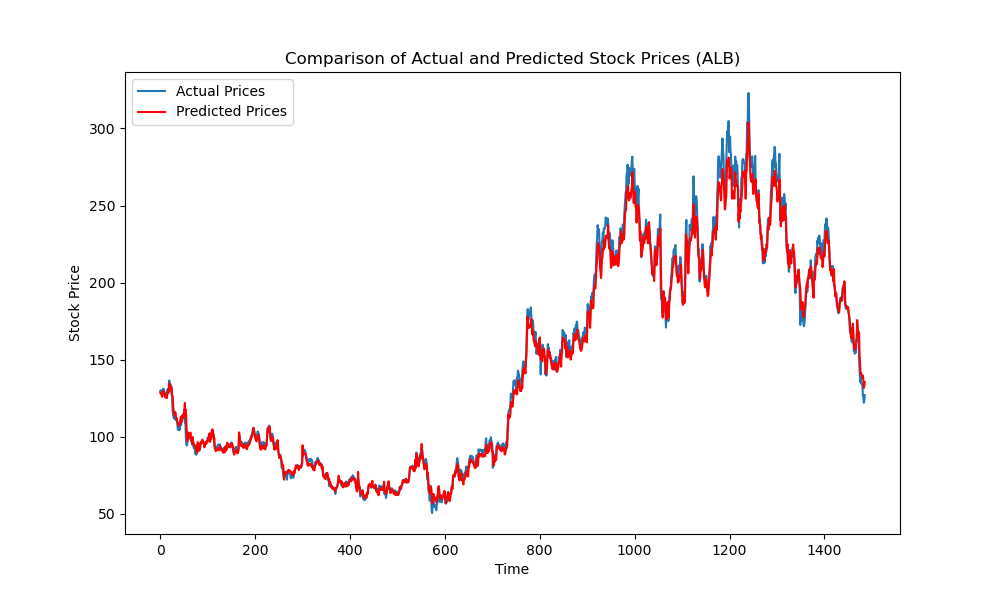 Comparison of Actual and Predicted Stock Prices (ALB)
Actual Prices
Predicted Prices
Stock Price
300
250
200
150
100
50
0 200 400 600 800 1000 1200 1400
Time